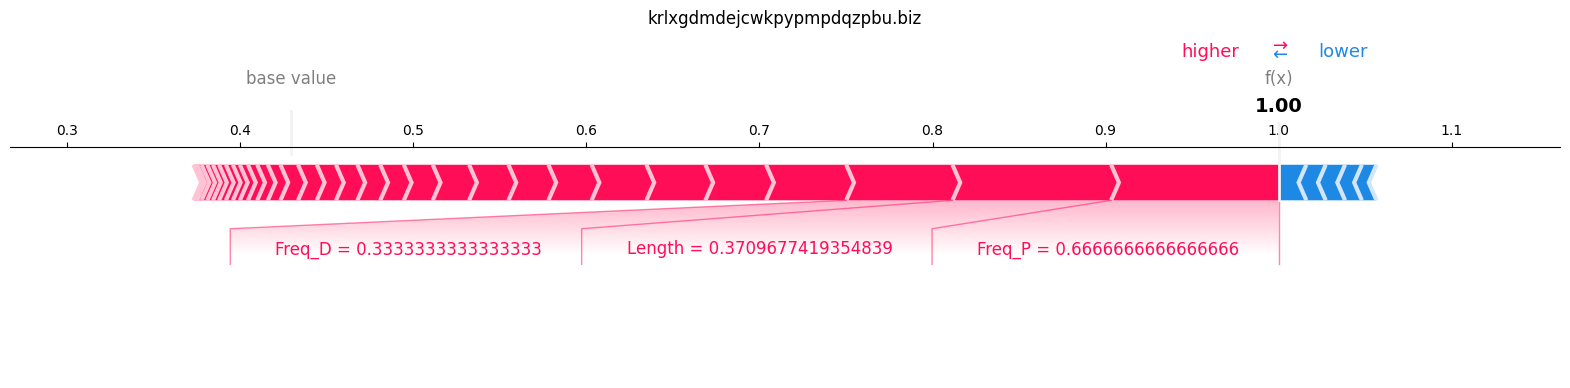 krlxgdmdejcwkpypmpdqzpbu.biz
higher → ← lower
base value f(x)
1.00
0.3 0.4 0.5 0.6 0.7 0.8 0.9 1.0 1.1
Freq_D = 0.3333333333333333 Length = 0.3709677419354839 Freq_P = 0.6666666666666666